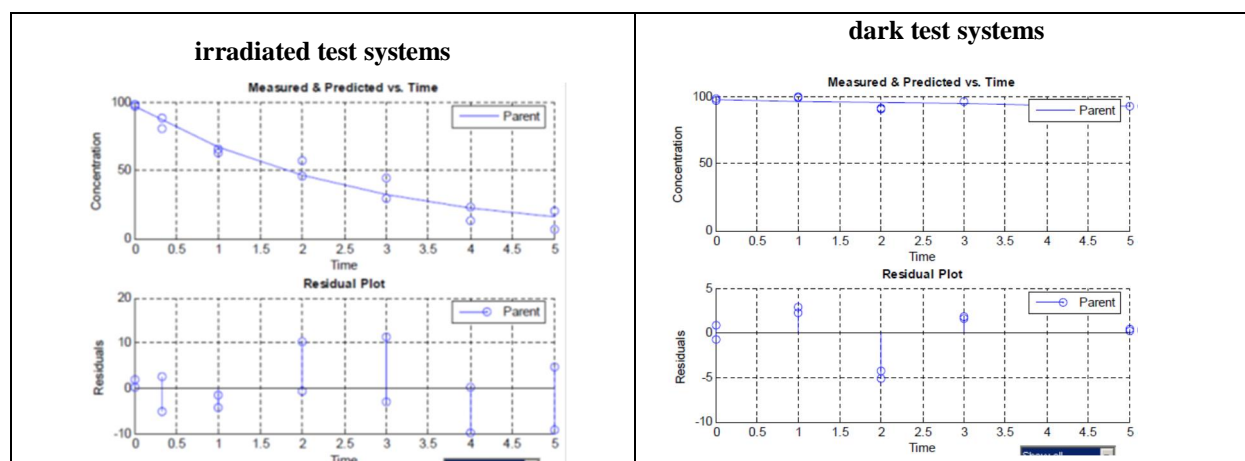 irradiated test systems
Measured & Predicted vs. Time
Parent
Concentration
100
50
0
0 0.5 1 1.5 2 2.5 3 3.5 4 4.5 5
Time
Residual Plot
Parent
Residuals
20
10
0
-10
0 0.5 1 1.5 2 2.5 3 3.5 4 4.5 5
Time
dark test systems
Measured & Predicted vs. Time
Parent
Concentration
100
50
0
0 0.5 1 1.5 2 2.5 3 3.5 4 4.5 5
Time
Residual Plot
Parent
Residuals
5
0
-5
-10
0 0.5 1 1.5 2 2.5 3 3.5 4 4.5 5
Time
Show all